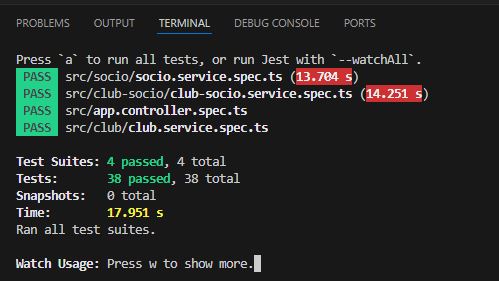 PROBLEMS OUTPUT TERMINAL DEBUG CONSOLE PORTS
Press `a` to run all tests, or run Jest with `--watchAll`.
PASS src/socio/socio.service.spec.ts (13.704 s)
PASS src/club-socio/club-socio.service.spec.ts (14.251 s)
PASS src/app.controller.spec.ts
PASS src/club/club.service.spec.ts
Test Suites: 4 passed, 4 total
Tests: 38 passed, 38 total
Snapshots: 0 total
Time: 17.951 s
Ran all test suites.
Watch Usage: Press w to show more.